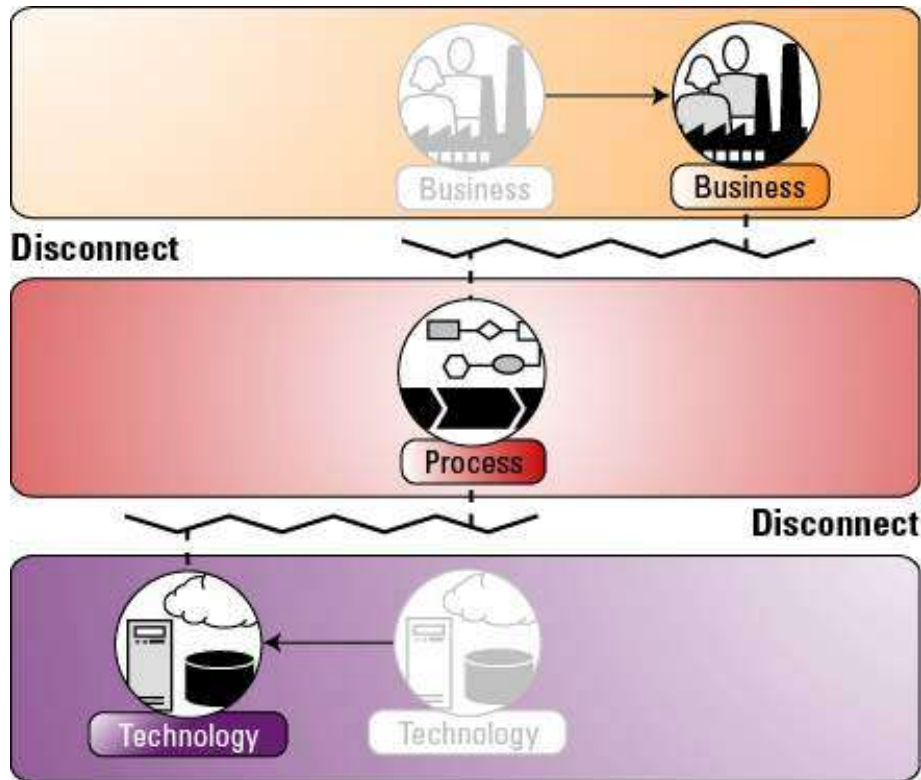 Business
Business
Disconnect
Process
Disconnect
Technology
Technology